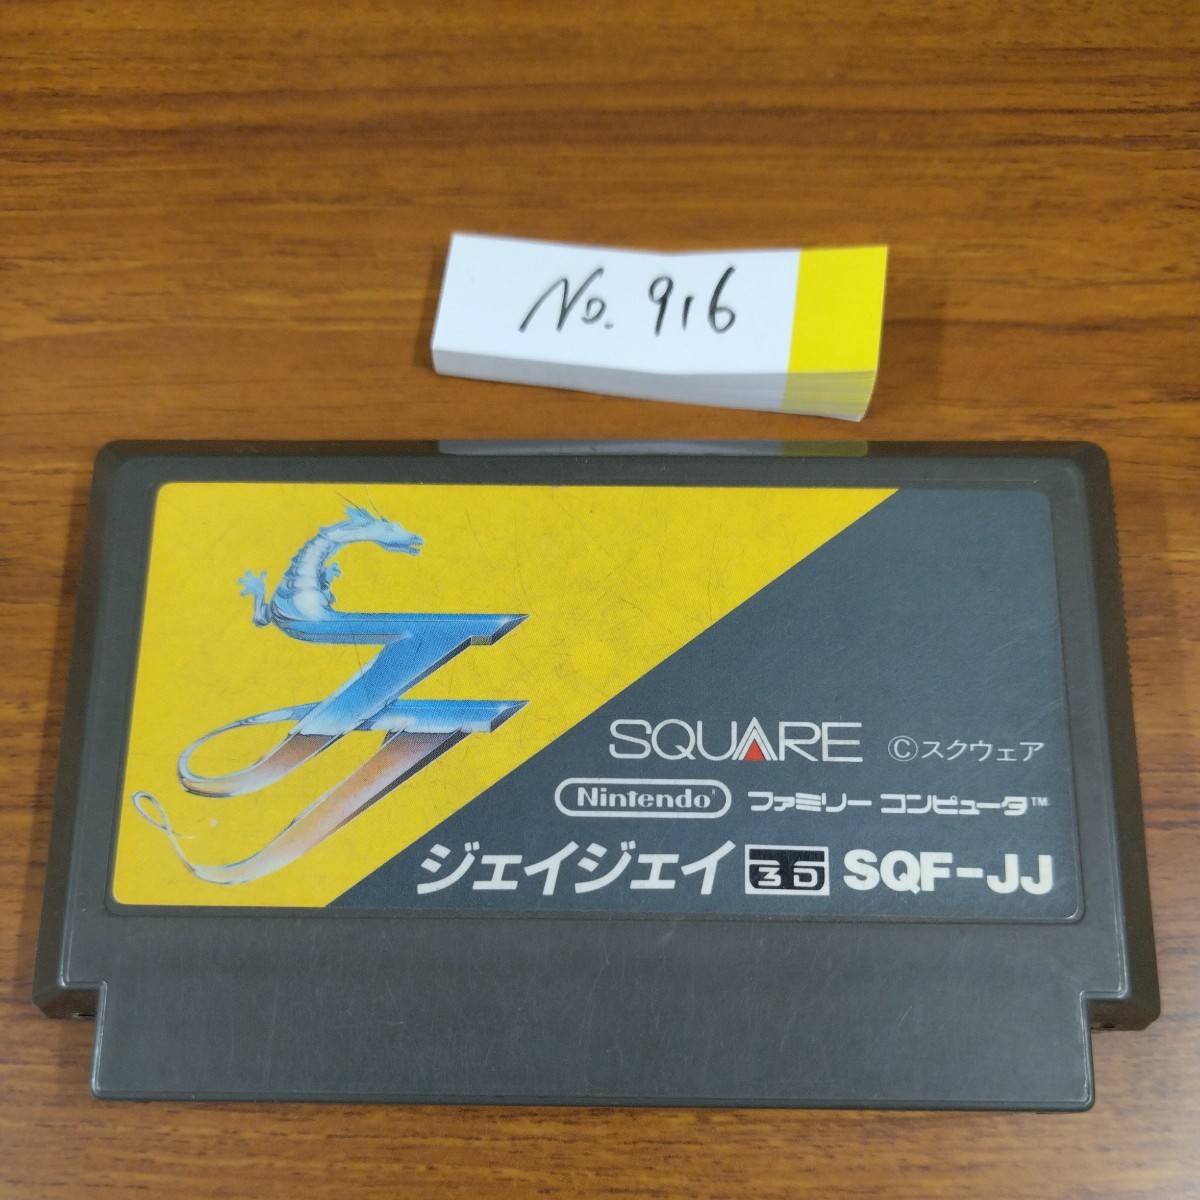 No. 916
JJ
SQUARE ©スクウェア
Nintendo ファミリー コンピュータ™
ジェイジェイ 3D SQF-JJ